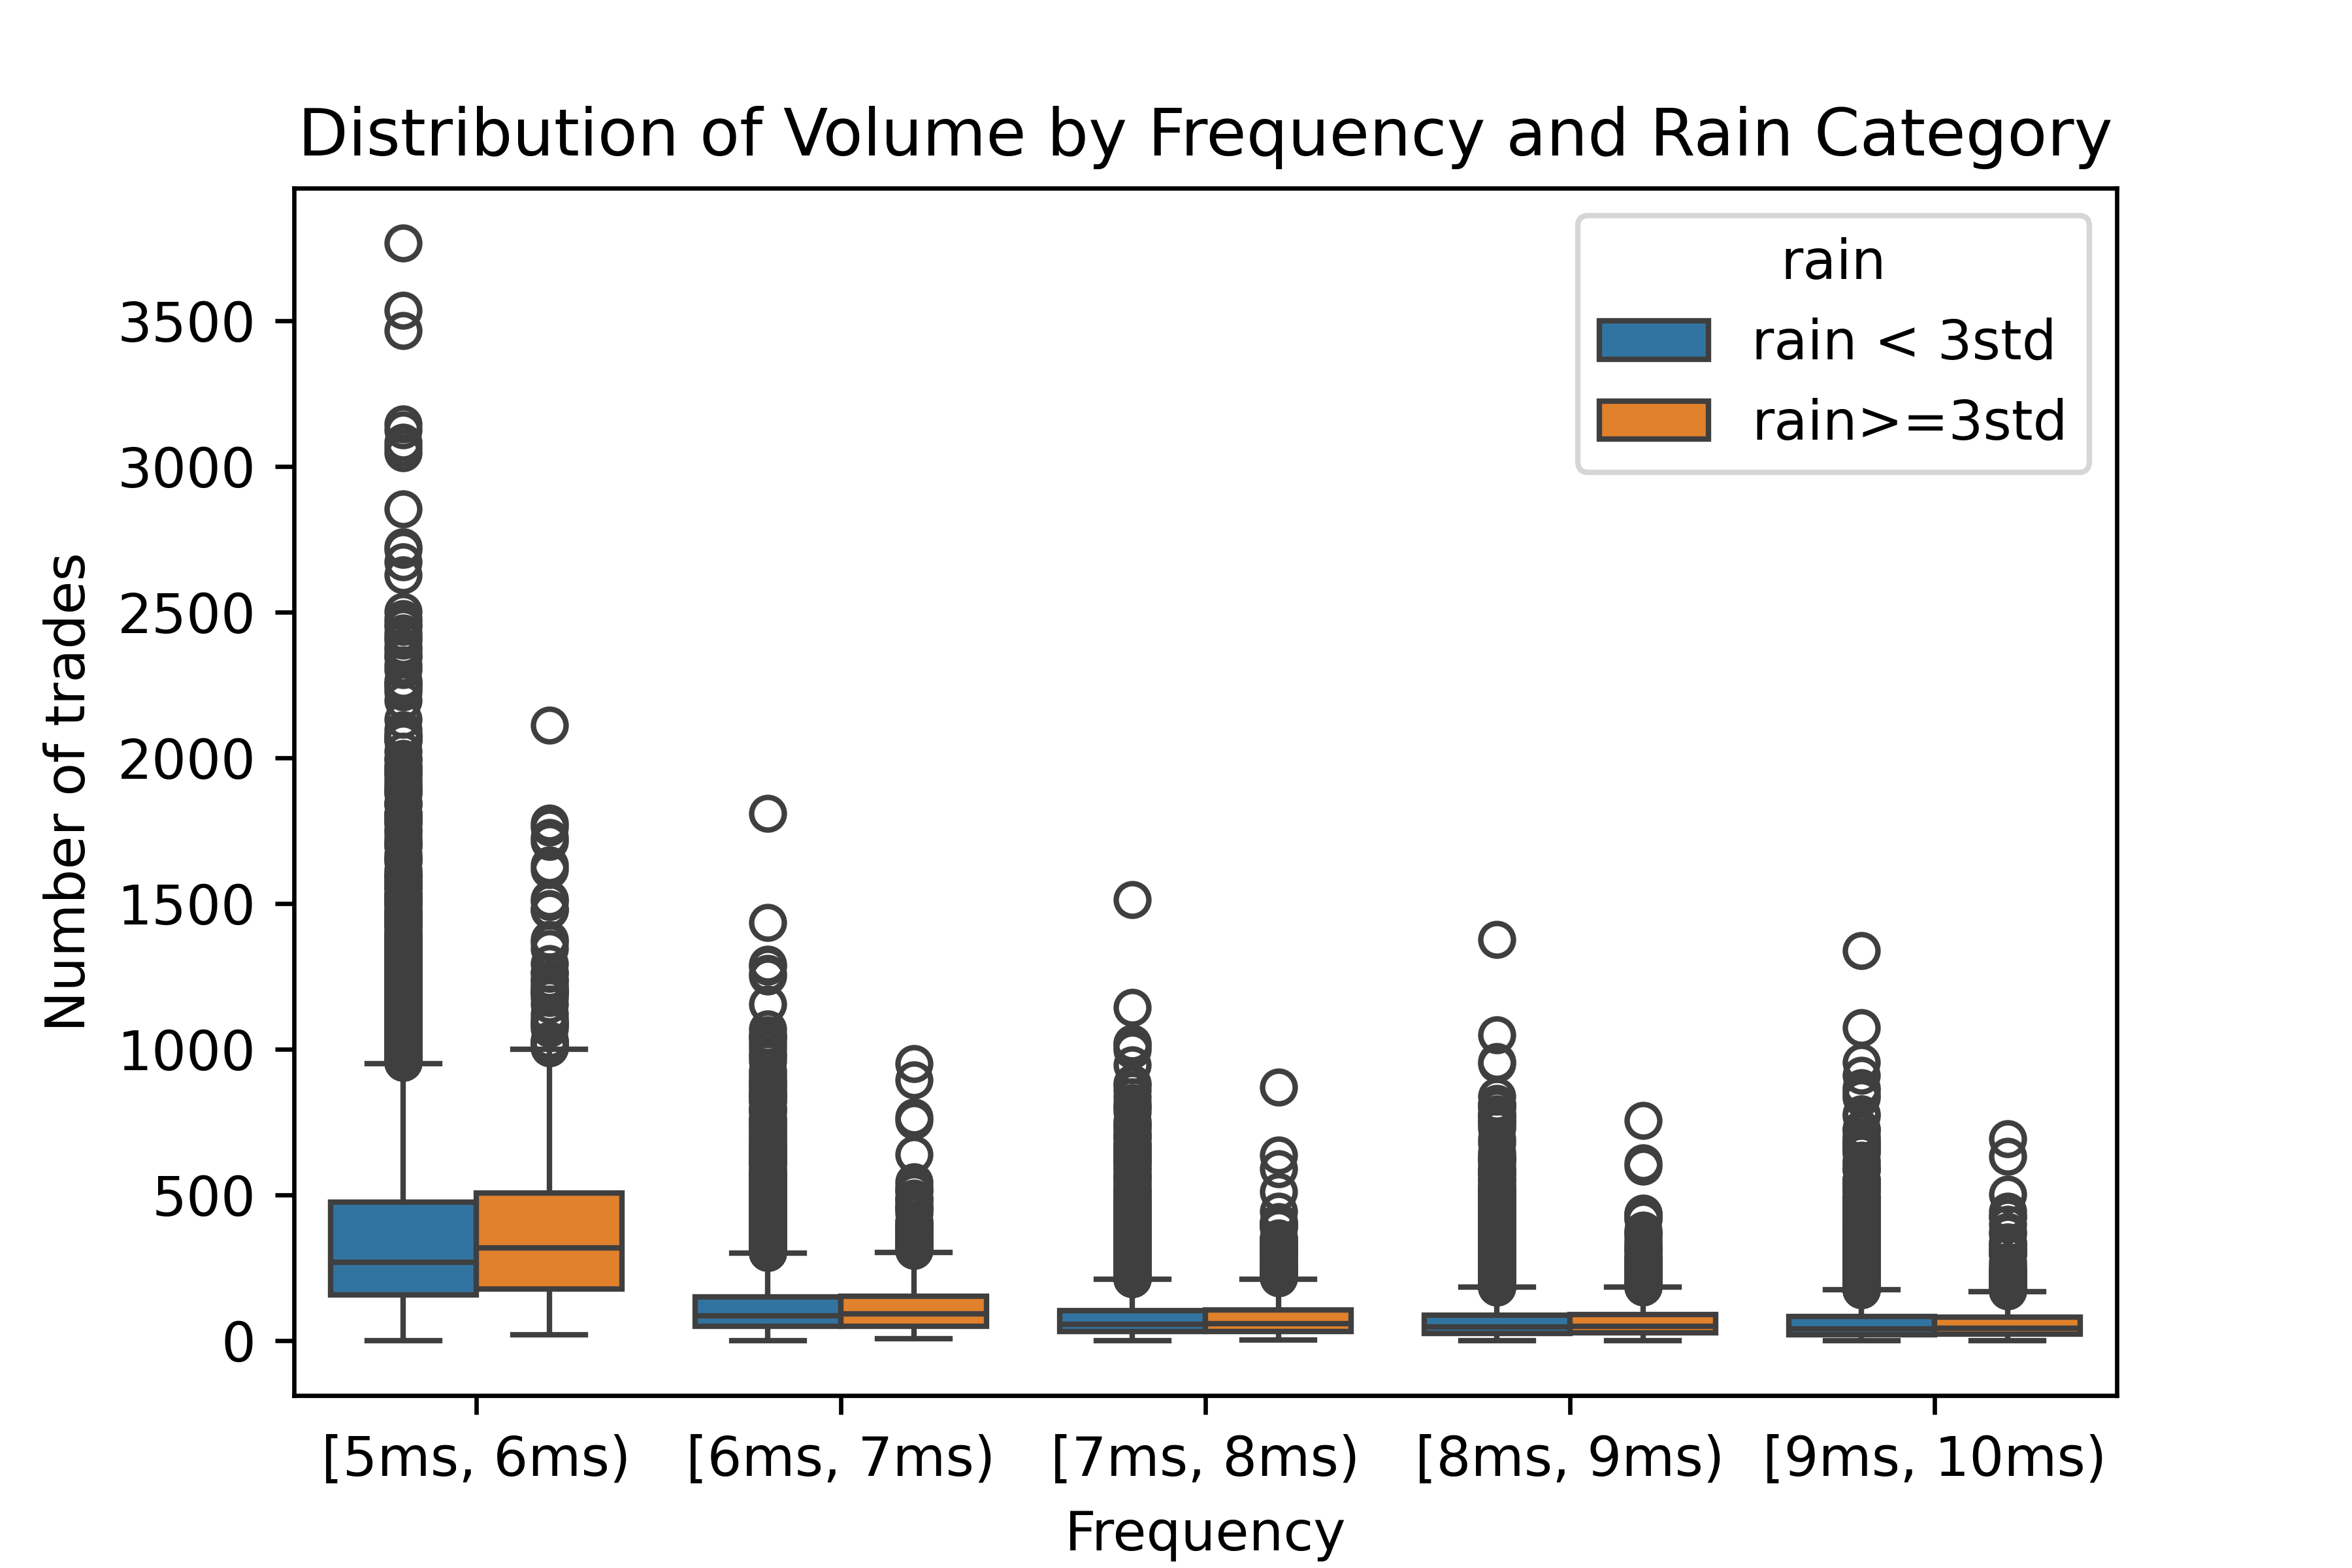 Distribution of Volume by Frequency and Rain Category
rain
rain < 3std
rain>=3std
Number of trades
3500
3000
2500
2000
1500
1000
500
0
[5ms, 6ms) [6ms, 7ms) [7ms, 8ms) [8ms, 9ms) [9ms, 10ms)
Frequency